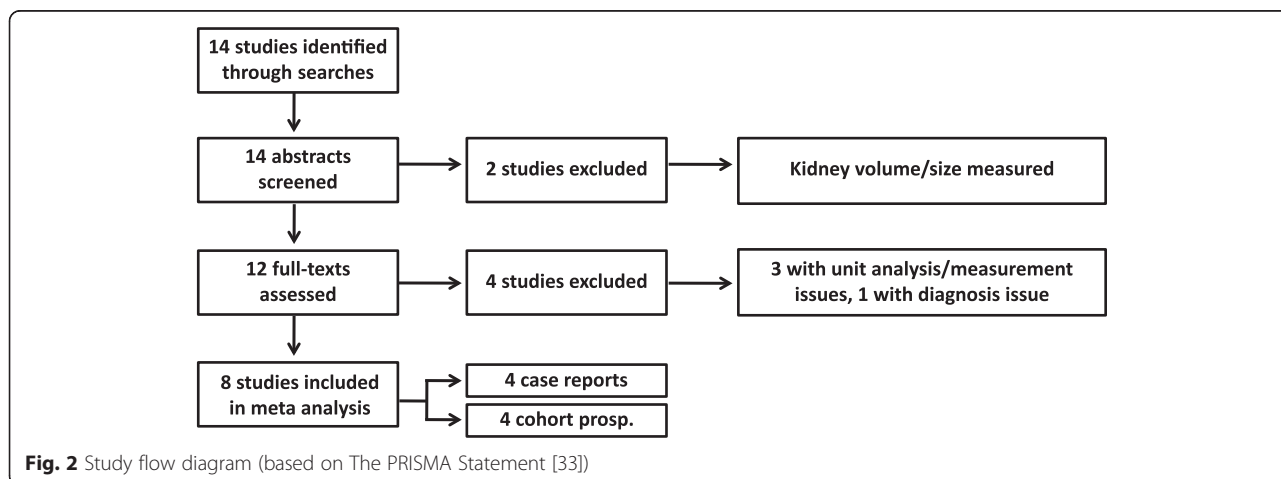 14 studies identified
through searches
14 abstracts
screened
2 studies excluded
Kidney volume/size measured
12 full-texts
assessed
4 studies excluded
3 with unit analysis/measurement
issues, 1 with diagnosis issue
8 studies included
in meta analysis
4 case reports
4 cohort prosp.
Fig. 2 Study flow diagram (based on The PRISMA Statement [33])